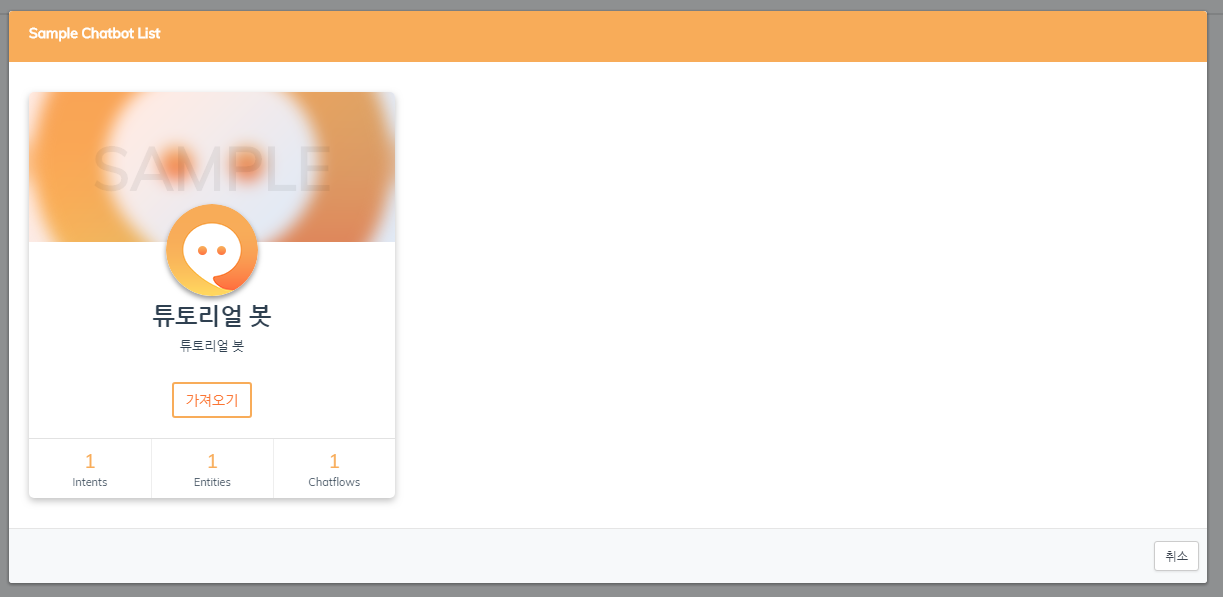 Sample Chatbot List
SAMPLE
튜토리얼 봇
튜토리얼 봇
가져오기
1
Intents
1
Entities
1
Chatflows
취소